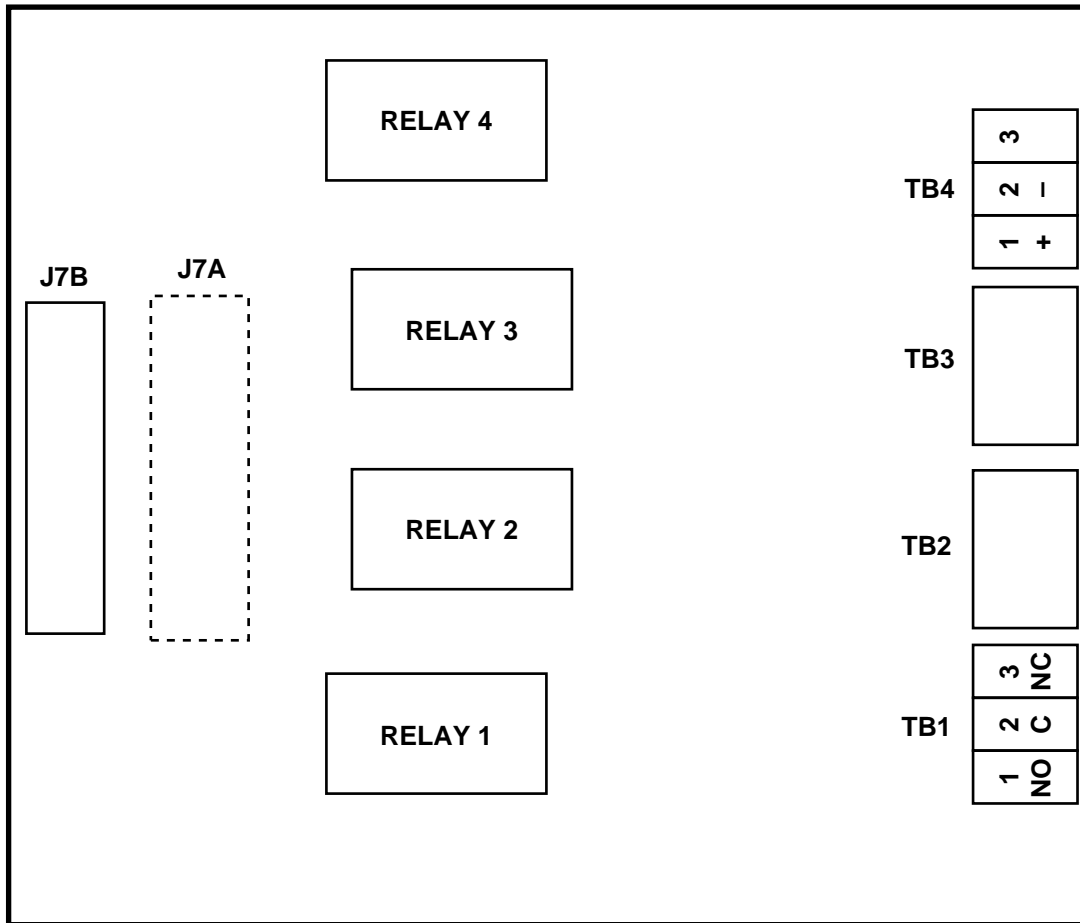 RELAY 4
TB4
3
2 –
1 +
J7B
J7A
RELAY 3
TB3
RELAY 2
TB2
RELAY 1
TB1
3 NC
2 C
1 NO